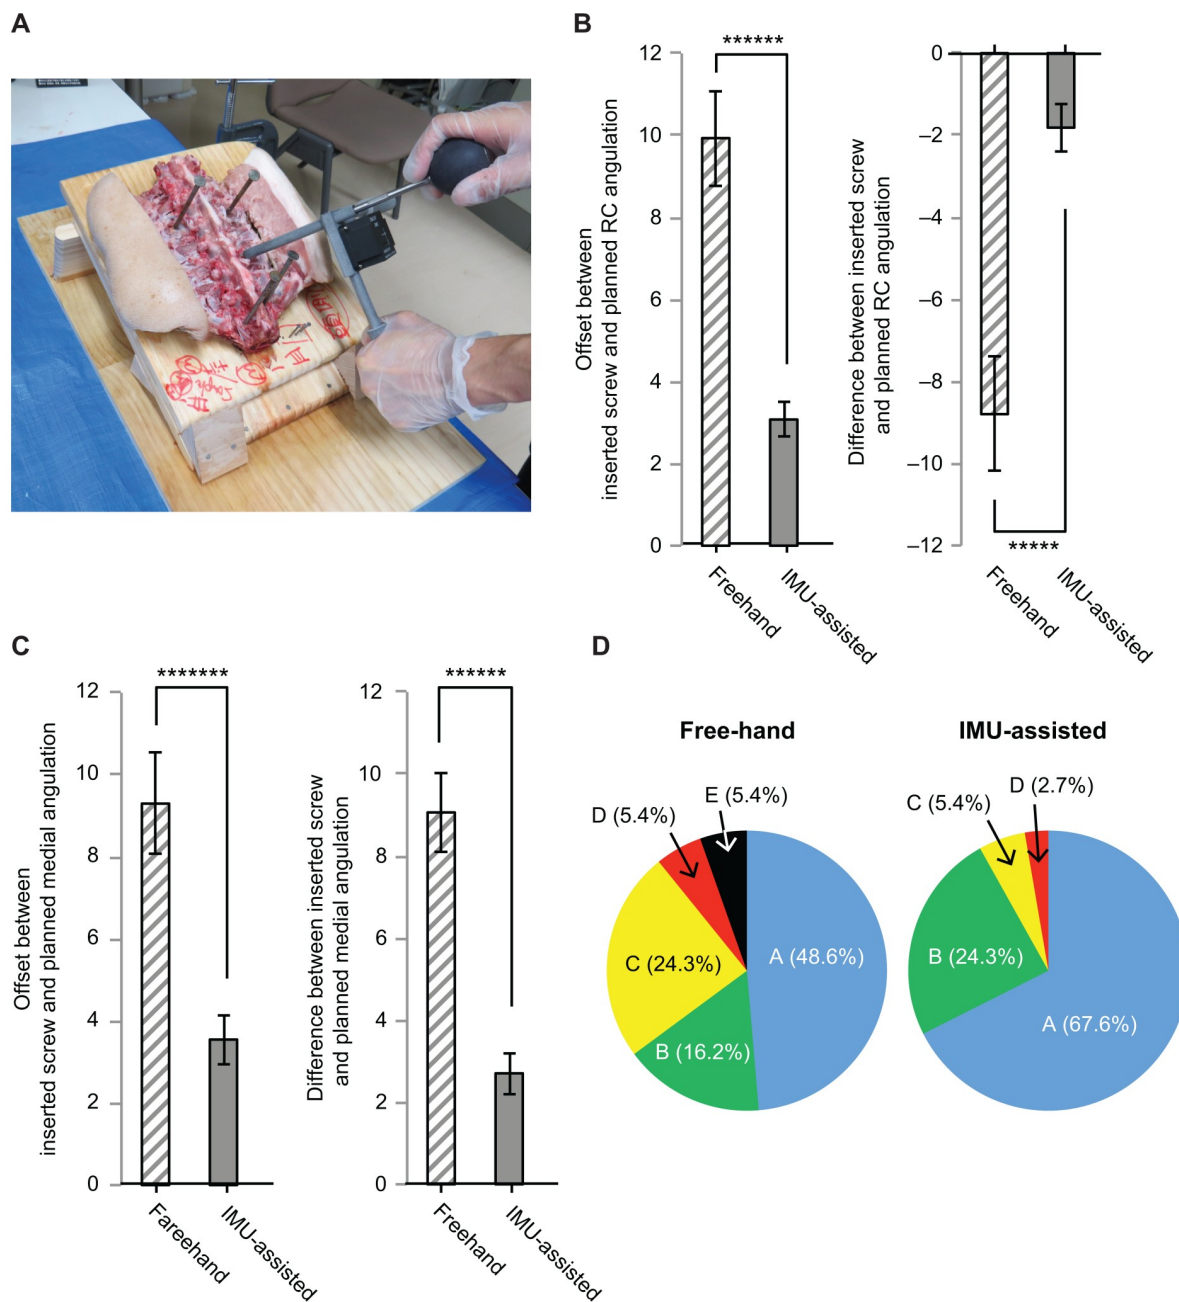 A
B
******
12
10
8
6
4
2
0
Offset between
inserted screw and planned RC angulation
Freehand
IMU-assisted
0
–2
–4
–6
–8
–10
–12
Difference between inserted screw
and planned RC angulation
*****
Freehand
IMU-assisted
C
*******
12
10
8
6
4
2
0
Offset between
inserted screw and planned medial angulation
Fareehand
IMU-assisted
******
12
10
8
6
4
2
0
Difference between inserted screw
and planned medial angulation
Freehand
IMU-assisted
D
Free-hand
E (5.4%)
D (5.4%)
A (48.6%)
C (24.3%)
B (16.2%)
IMU-assisted
D (2.7%)
C (5.4%)
B (24.3%)
A (67.6%)